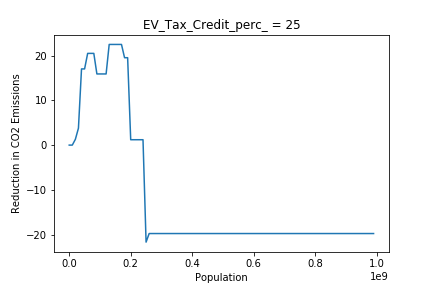 EV_Tax_Credit_perc_ = 25
Reduction in CO2 Emissions
20
10
0
−10
−20
0.0 0.2 0.4 0.6 0.8 1.0
1e9
Population